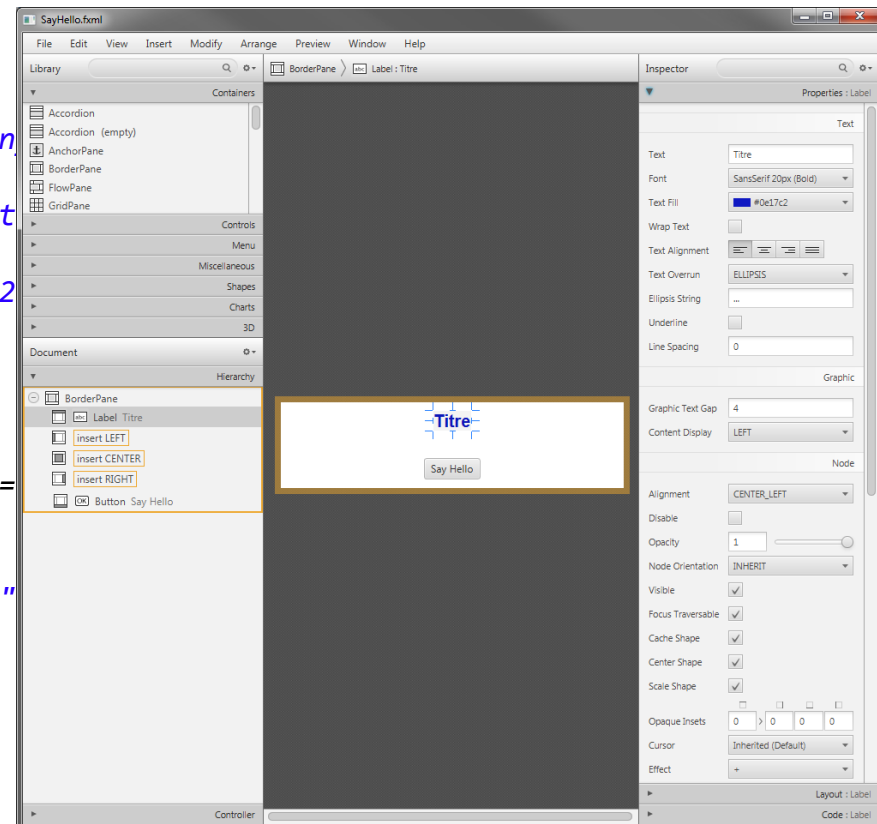 SayHello.fxml
File Edit View Insert Modify Arrange Preview Window Help
Library
Containers
Accordion
Accordion (empty)
AnchorPane
BorderPane
FlowPane
GridPane
Controls
Menu
Miscellaneous
Shapes
Charts
3D
Document
Hierarchy
BorderPane
abc Label Titre
insert LEFT
insert CENTER
insert RIGHT
OK Button Say Hello
Controller
BorderPane abc Label : Titre
Titre
Say Hello
Inspector
Properties : Label
Text
Text Titre
Font SansSerif 20px (Bold)
Text Fill #0e17c2
Wrap Text
Text Alignment
Text Overrun ELLIPSIS
Ellipsis String ...
Underline
Line Spacing 0
Graphic
Graphic Text Gap 4
Content Display LEFT
Node
Alignment CENTER_LEFT
Disable
Opacity 1
Node Orientation INHERIT
Visible
Focus Traversable
Cache Shape
Center Shape
Scale Shape
Opaque Insets 0 > 0 0 0
Cursor Inherited (Default)
Effect +
Layout : Label
Code : Label
n
t
2
=
"